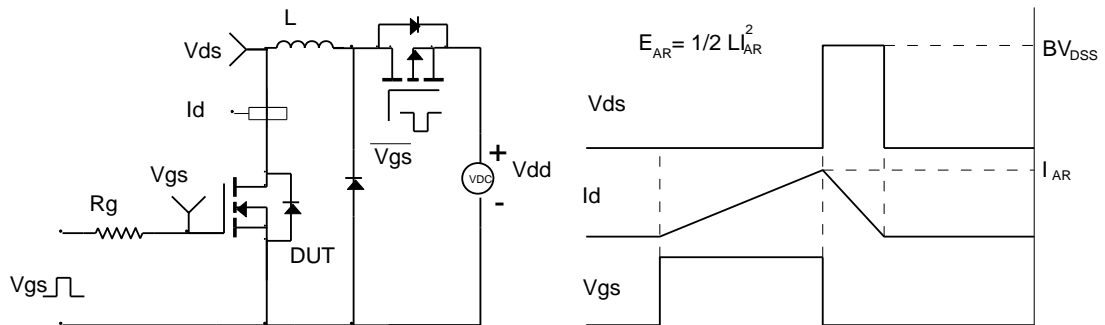 L
Vds
Id
Vgs
Vgs
Rg
DUT
Vgs
+
VDC
-
Vdd
E_AR= 1/2 LI_AR^2
BV_DSS
Vds
I_AR
Id
Vgs